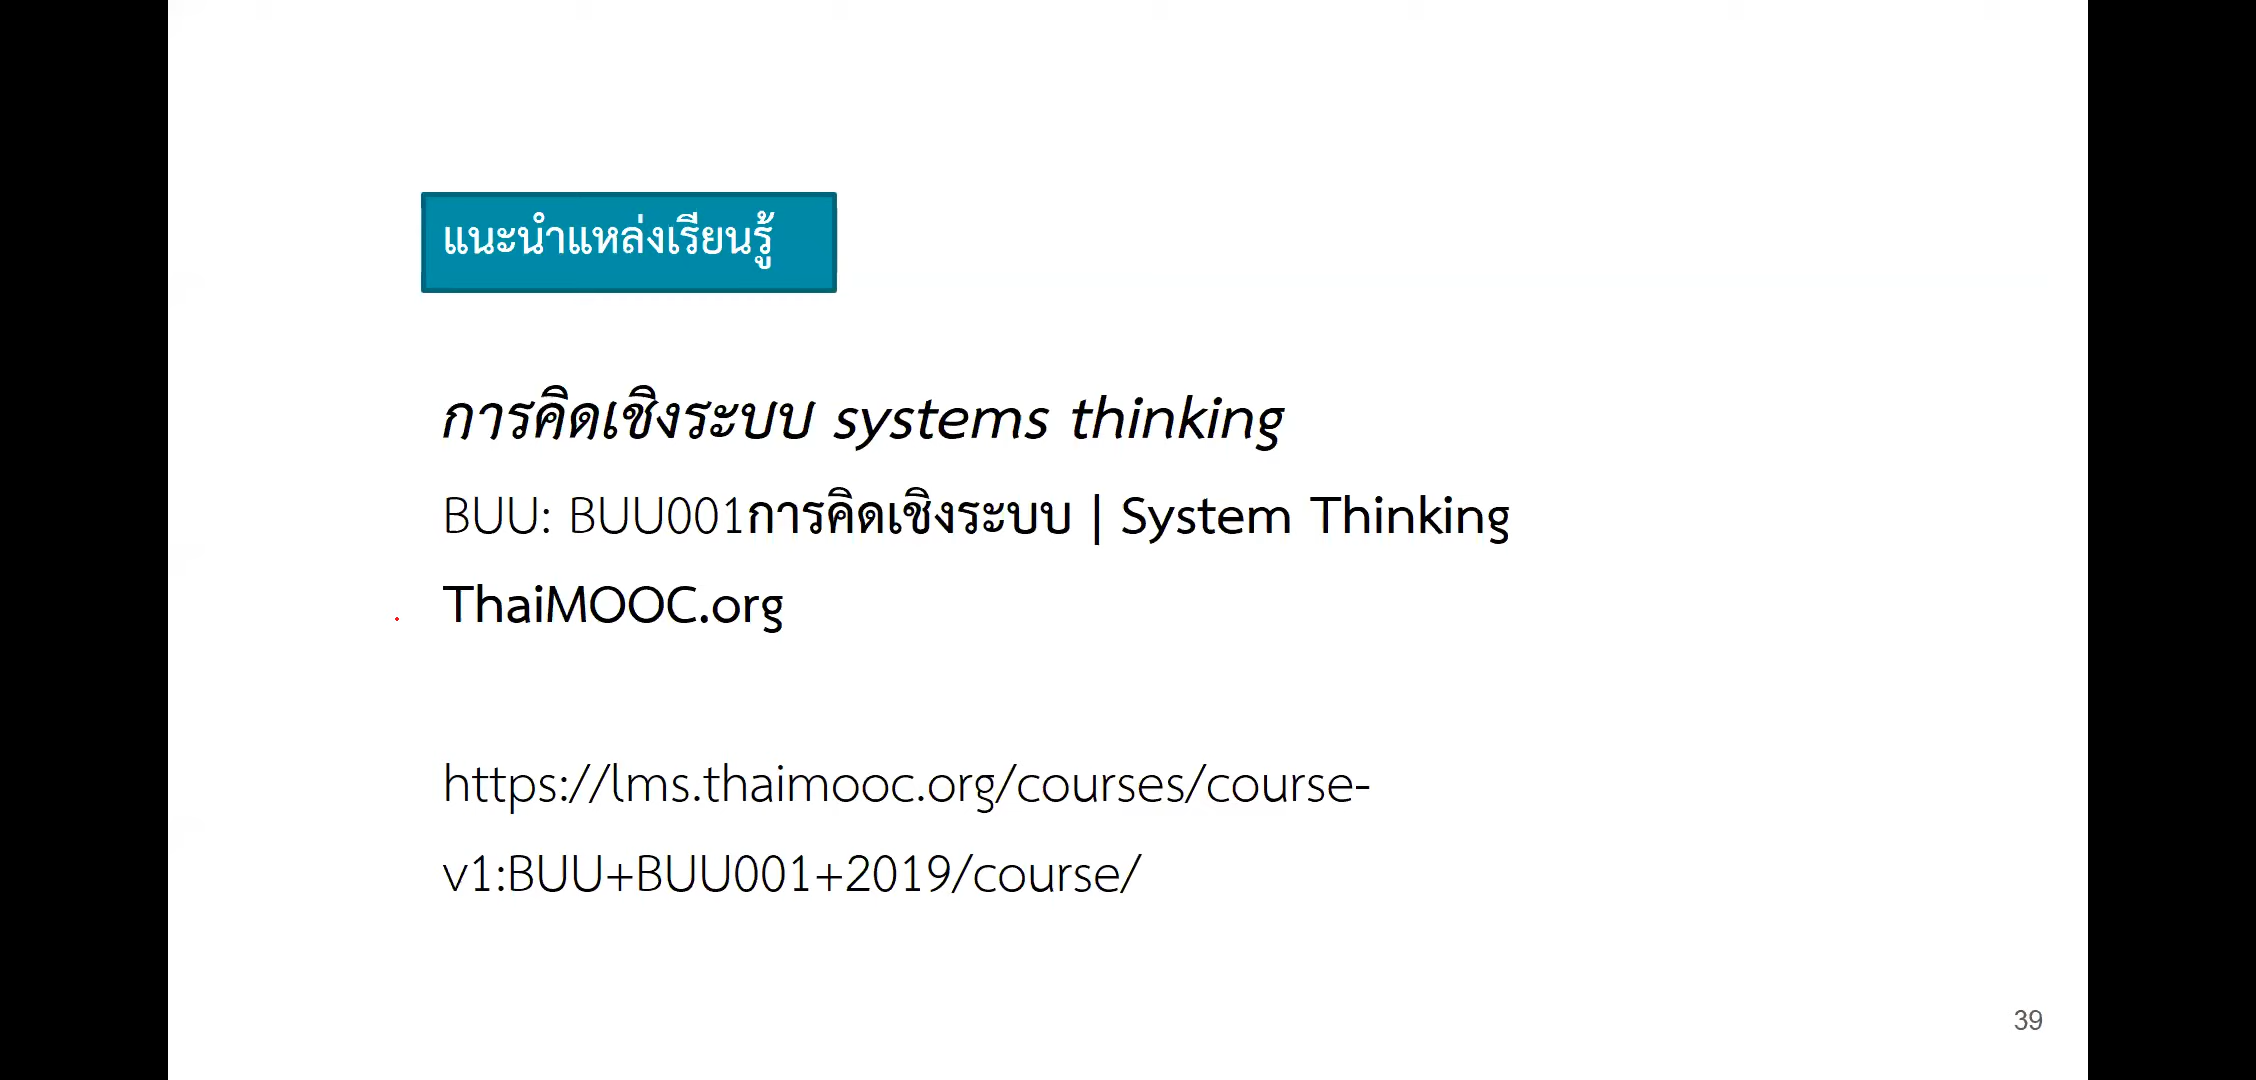 แนะนำแหล่งเรียนรู้
การคิดเชิงระบบ systems thinking
BUU: BUU001การคิดเชิงระบบ | System Thinking
ThaiMOOC.org
https://lms.thaimooc.org/courses/course-
v1:BUU+BUU001+2019/course/
39